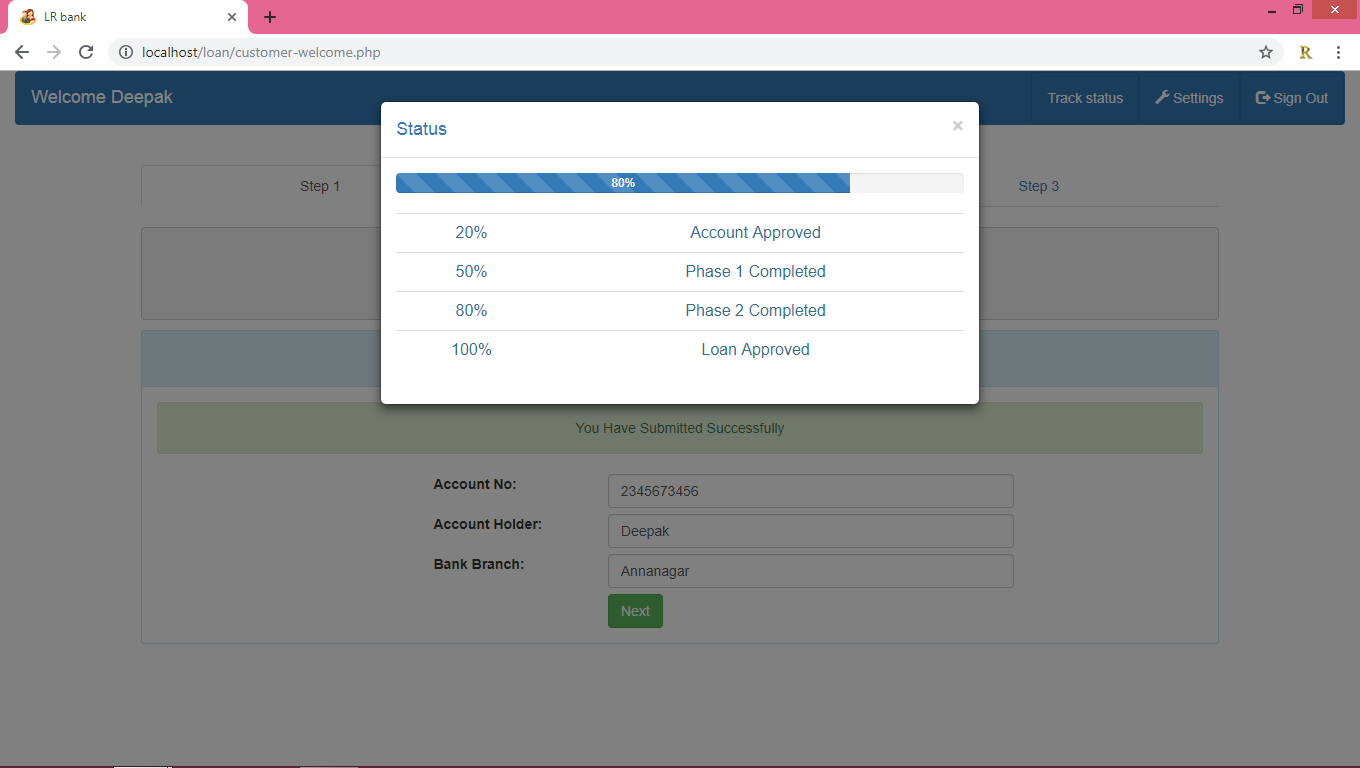 LR bank
localhost/loan/customer-welcome.php
R
Welcome Deepak
Track status
Settings
Sign Out
Status
×
80%
20% Account Approved
50% Phase 1 Completed
80% Phase 2 Completed
100% Loan Approved
Step 1
Step 3
You Have Submitted Successfully
Account No: 2345673456
Account Holder: Deepak
Bank Branch: Annanagar
Next